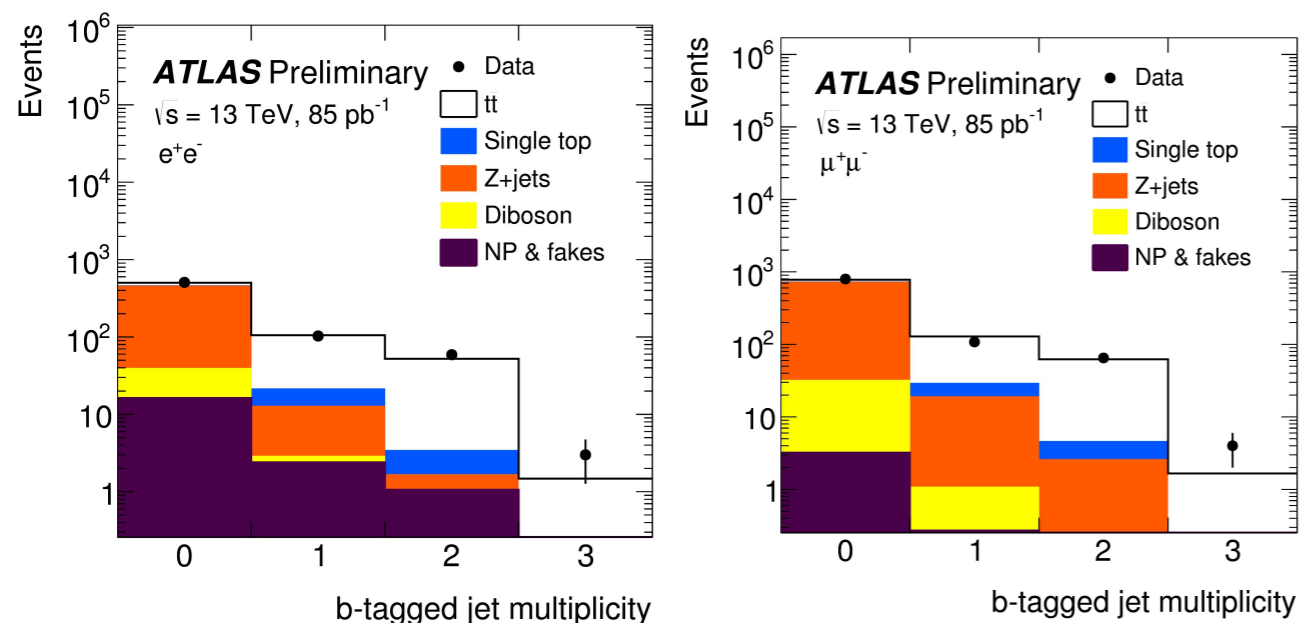 Events
10⁶
10⁵
10⁴
10³
10²
10
1
ATLAS Preliminary
√s = 13 TeV, 85 pb⁻¹
e⁺e⁻
Data
tt̄
Single top
Z+jets
Diboson
NP & fakes
0 1 2 3
b-tagged jet multiplicity
Events
10⁶
10⁵
10⁴
10³
10²
10
1
ATLAS Preliminary
√s = 13 TeV, 85 pb⁻¹
μ⁺μ⁻
Data
tt
Single top
Z+jets
Diboson
NP & fakes
0 1 2 3
b-tagged jet multiplicity